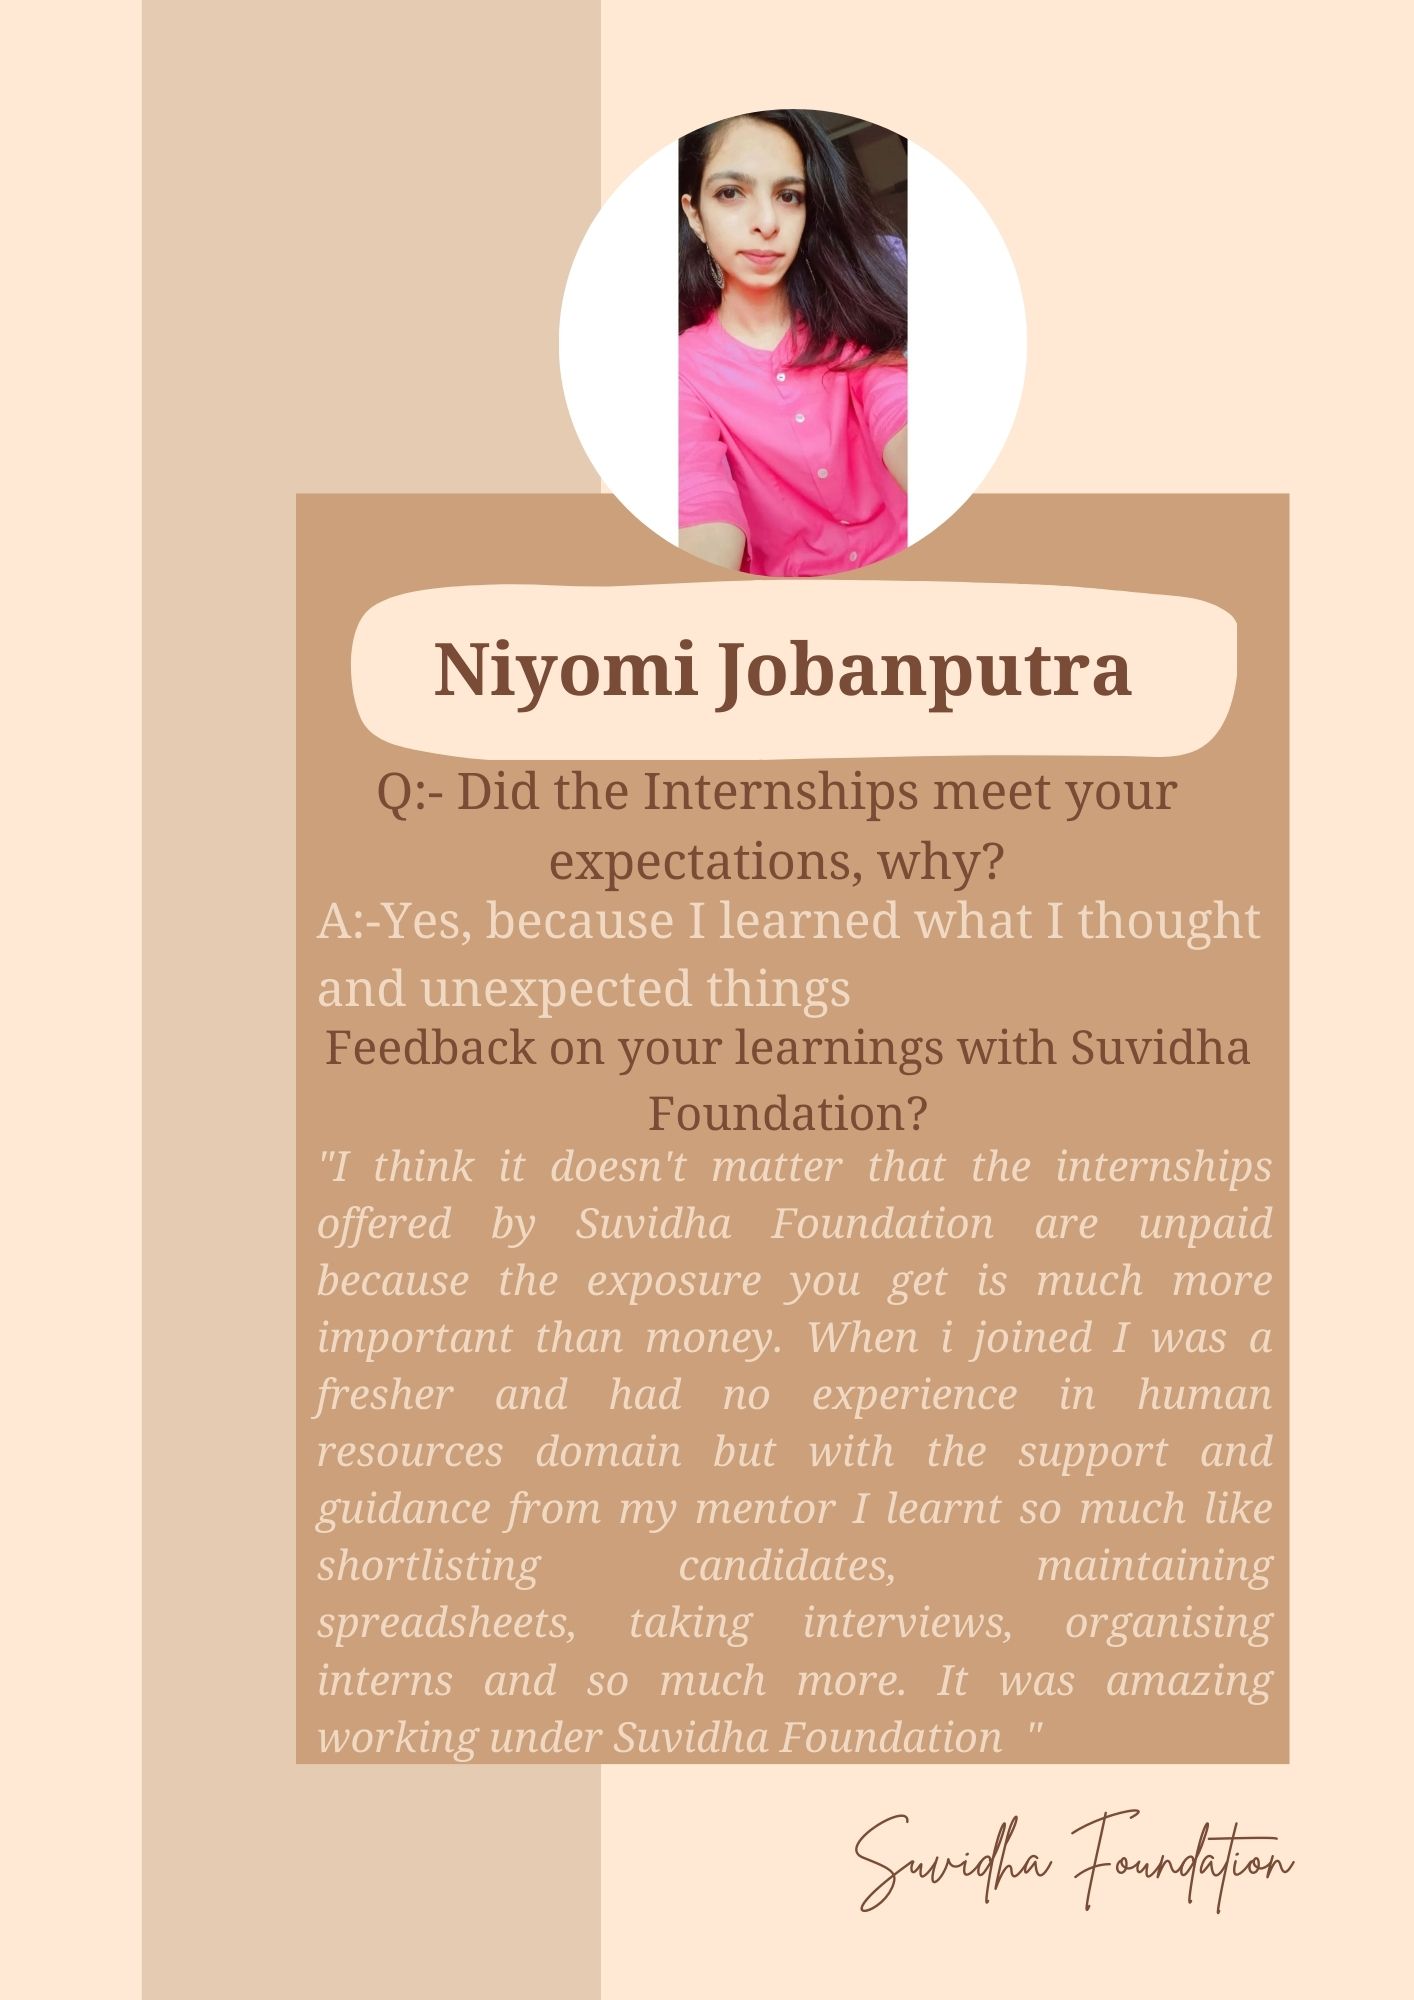 Niyomi Jobanputra
Q:- Did the Internships meet your
expectations, why?
A:-Yes, because I learned what I thought
and unexpected things
Feedback on your learnings with Suvidha
Foundation?
"I think it doesn't matter that the internships
offered by Suvidha Foundation are unpaid
because the exposure you get is much more
important than money. When i joined I was a
fresher and had no experience in human
resources domain but with the support and
guidance from my mentor I learnt so much like
shortlisting candidates, maintaining
spreadsheets, taking interviews, organising
interns and so much more. It was amazing
working under Suvidha Foundation "
Suvidha Foundation